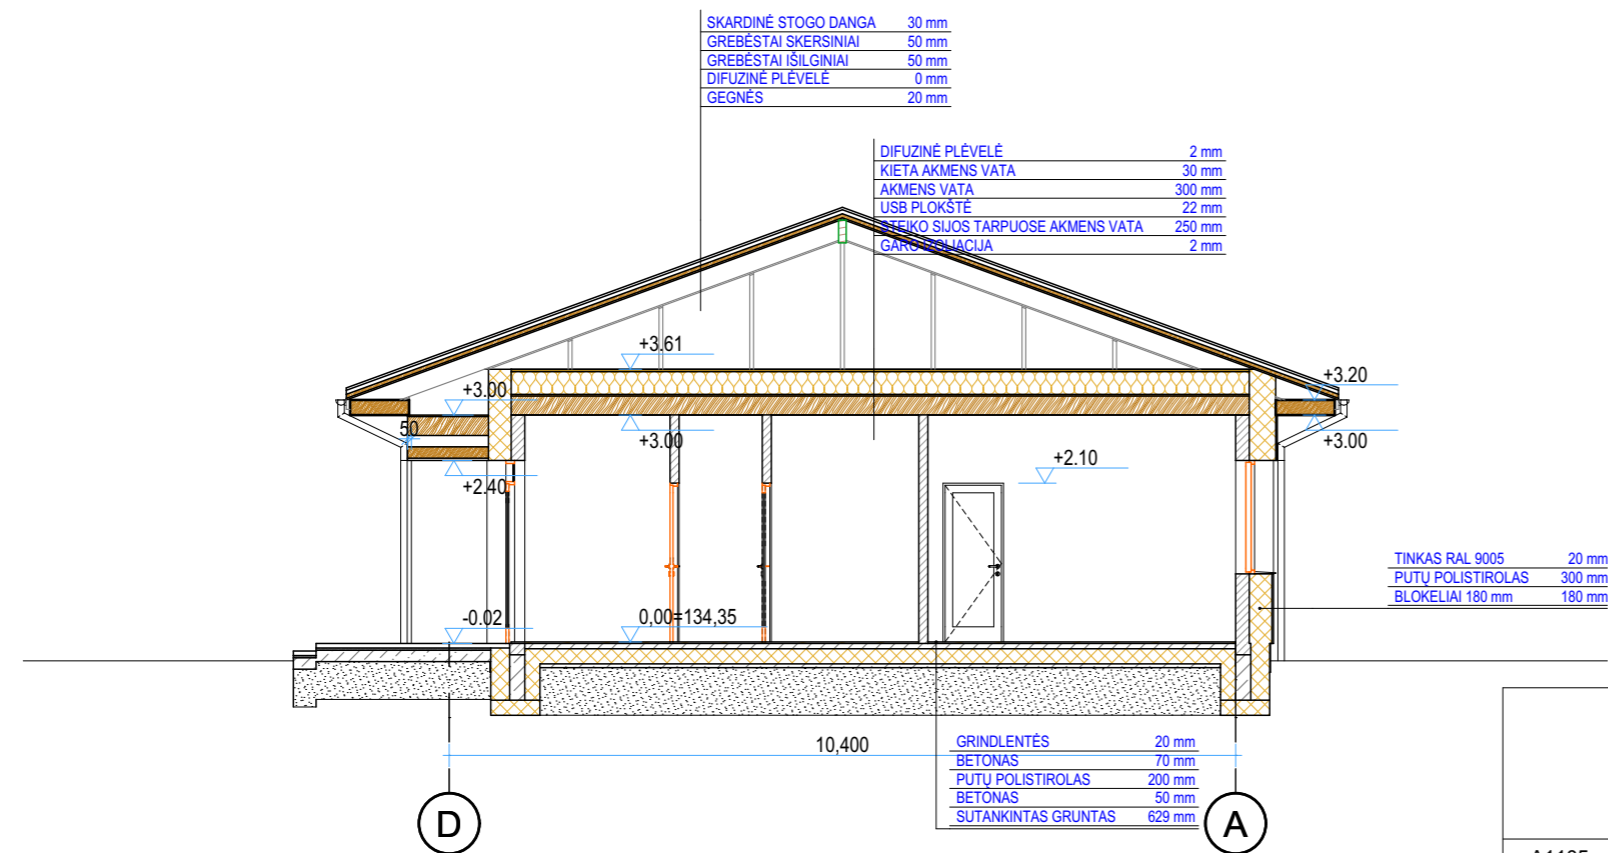 SKARDINĖ STOGO DANGA 30 mm
GREBĖSTAI SKERSINIAI 50 mm
GREBĖSTAI IŠILGINIAI 50 mm
DIFUZINĖ PLĖVELĖ 0 mm
GEGNĖS 20 mm
DIFUZINĖ PLĖVELĖ 2 mm
KIETA AKMENS VATA 30 mm
AKMENS VATA 300 mm
USB PLOKŠTĖ 22 mm
STEIKO SIJOS TARPUOSE AKMENS VATA 250 mm
GARO IZOLIACIJA 2 mm
+3.61
+3.20
+3.00
50
+3.00
+3.00
+2.10
+2.40
TINKAS RAL 9005 20 mm
PUTŲ POLISTIROLAS 300 mm
BLOKELIAI 180 mm 180 mm
-0.02
0,00=134,35
10,400
GRINDLENTĖS 20 mm
BETONAS 70 mm
PUTŲ POLISTIROLAS 200 mm
BETONAS 50 mm
SUTANKINTAS GRUNTAS 629 mm
D
A